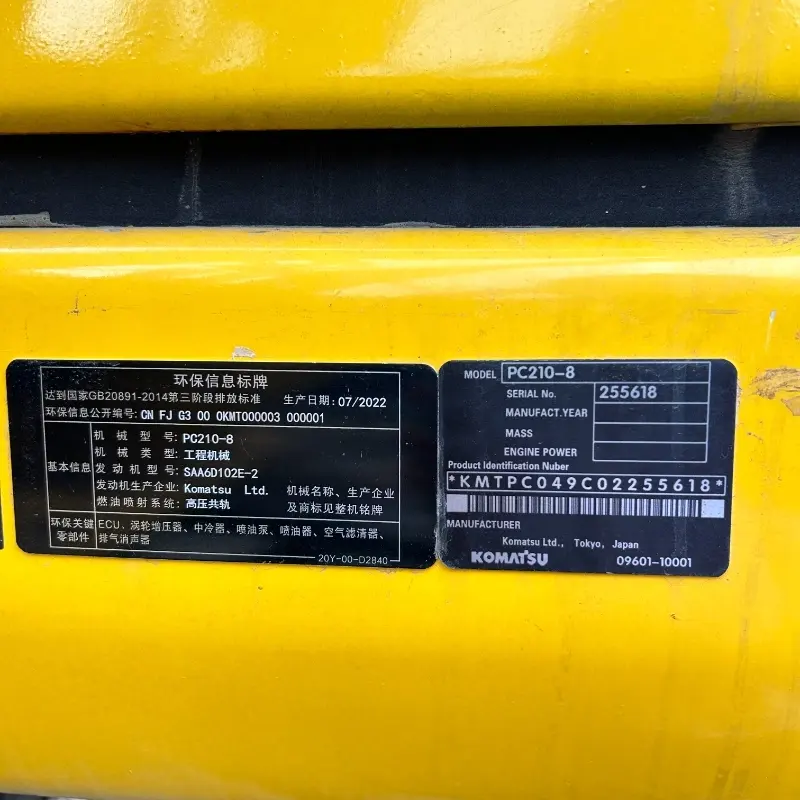 环保信息标牌
达到国家GB20891-2014第三阶段排放标准 生产日期: 07/2022
环保信息公开编号: CN FJ G3 00 0KMT000003 000001
基本信息
机械型号: PC210-8
机械类型: 工程机械
发动机型号: SAA6D102E-2
发动机生产企业: Komatsu Ltd.
燃油喷射系统: 高压共轨
机械名称、生产企业
及商标见整机铭牌
环保关键
零部件
ECU、涡轮增压器、中冷器、喷油泵、喷油器、空气滤清器、
排气消声器
20Y-00-D2840
MODEL PC210-8
SERIAL No. 255618
MANUFACT.YEAR
MASS
ENGINE POWER
Product Identification Nuber
*KMTPC049C02255618*
MANUFACTURER
Komatsu Ltd., Tokyo, Japan
KOMATSU 09601-10001